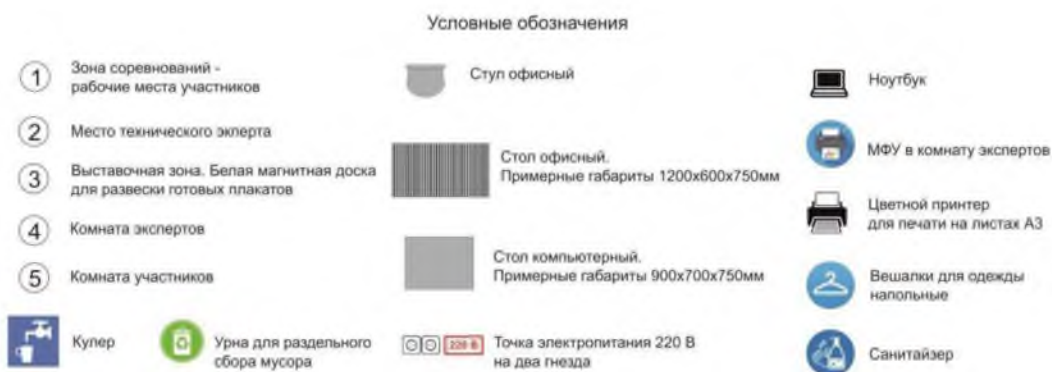 Условные обозначения
1
Зона соревнований -
рабочие места участников
2
Место технического экперта
3
Выставочная зона. Белая магнитная доска
для развески готовых плакатов
4
Комната экспертов
5
Комната участников
Кулер
Урна для раздельного
сбора мусора
Стул офисный
Стол офисный.
Примерные габариты 1200х600х750мм
Стол компьютерный.
Примерные габариты 900х700х750мм
220 В
Точка электропитания 220 В
на два гнезда
Ноутбук
МФУ в комнату экспертов
Цветной принтер
для печати на листах А3
Вешалки для одежды
напольные
Санитайзер